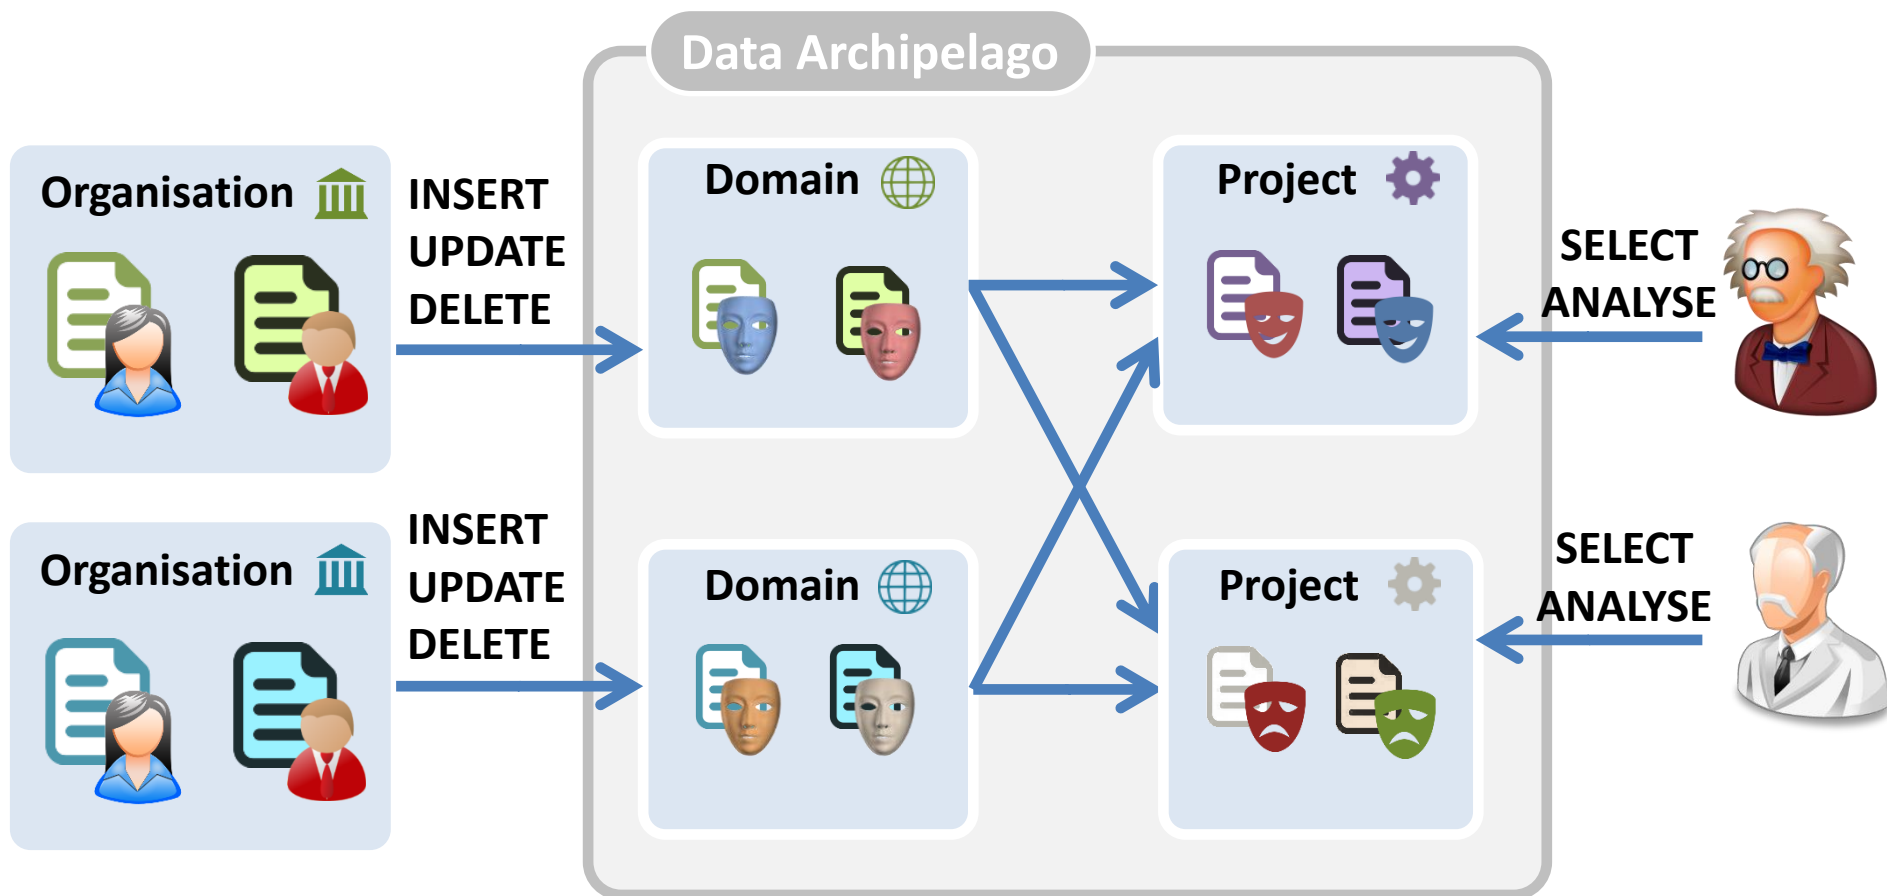 Data Archipelago
Organisation
INSERT
UPDATE
DELETE
Domain
Project
SELECT
ANALYSE
Organisation
INSERT
UPDATE
DELETE
Domain
Project
SELECT
ANALYSE